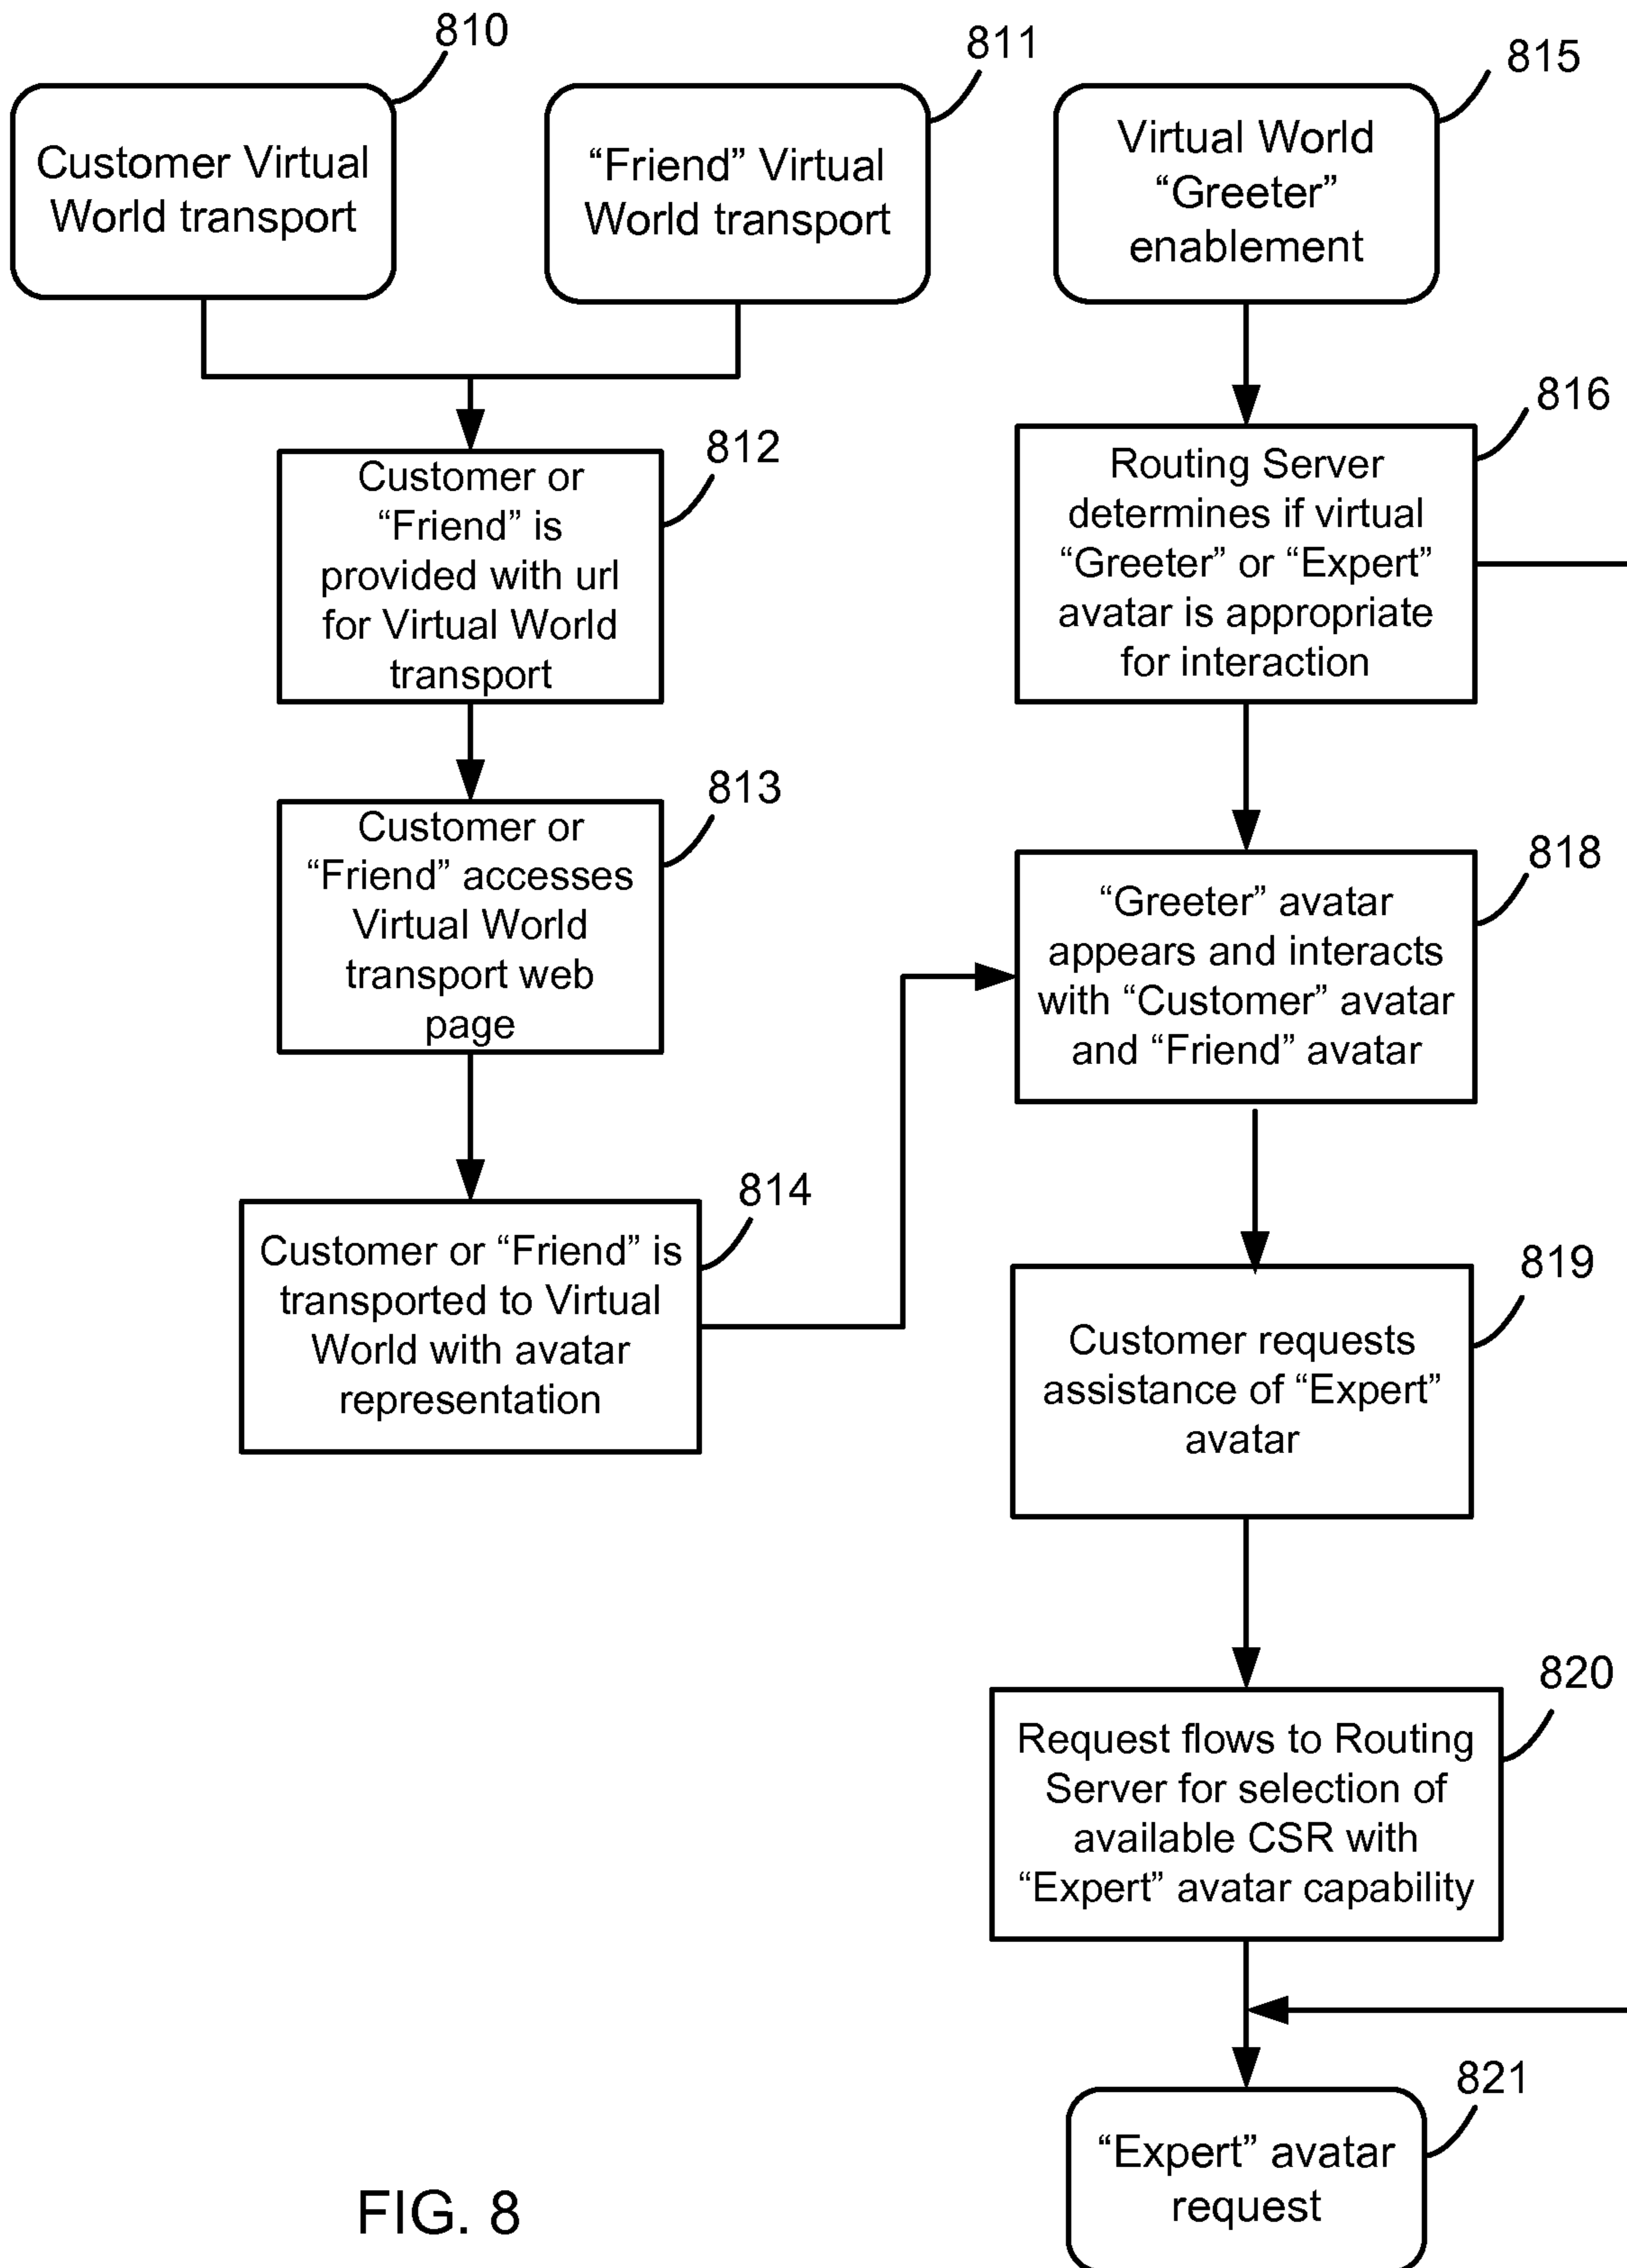 810
Customer Virtual
World transport
811
“Friend” Virtual
World transport
812
Customer or
“Friend” is
provided with url
for Virtual World
transport
813
Customer or
“Friend” accesses
Virtual World
transport web
page
814
Customer or “Friend” is
transported to Virtual
World with avatar
representation
815
Virtual World
“Greeter”
enablement
816
Routing Server
determines if virtual
“Greeter” or “Expert”
avatar is appropriate
for interaction
818
“Greeter” avatar
appears and interacts
with “Customer” avatar
and “Friend” avatar
819
Customer requests
assistance of “Expert”
avatar
820
Request flows to Routing
Server for selection of
available CSR with
“Expert” avatar capability
821
“Expert” avatar
request
FIG. 8